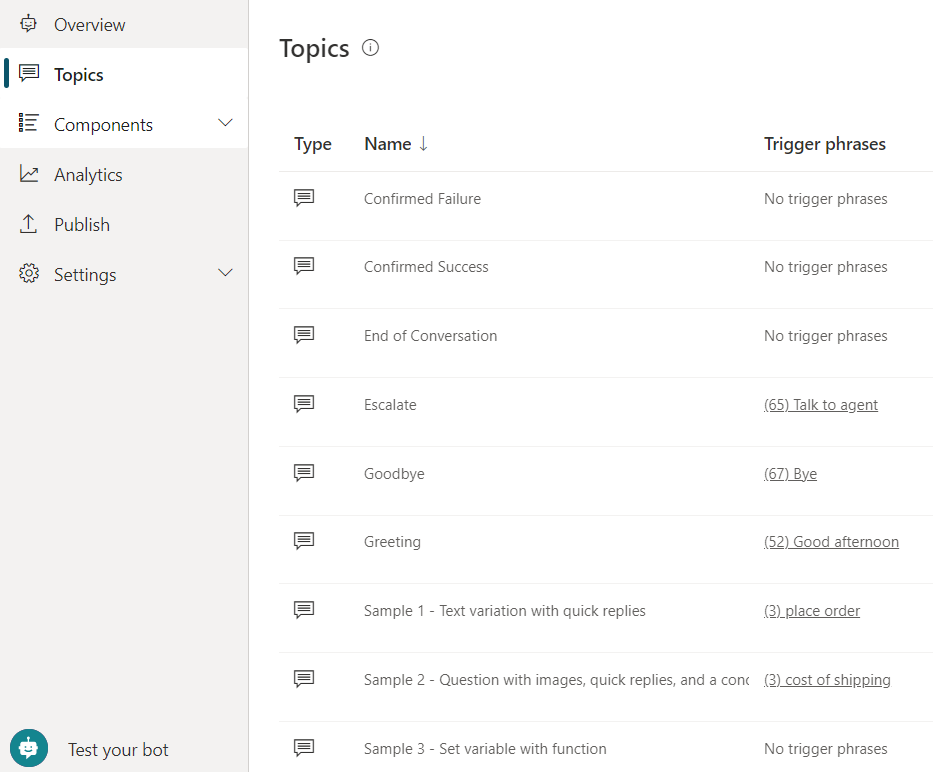 Overview
Topics
Components
Analytics
Publish
Settings
Test your bot
Topics
Type Name Trigger phrases
Confirmed Failure No trigger phrases
Confirmed Success No trigger phrases
End of Conversation No trigger phrases
Escalate (65) Talk to agent
Goodbye (67) Bye
Greeting (52) Good afternoon
Sample 1 - Text variation with quick replies (3) place order
Sample 2 - Question with images, quick replies, and a conc (3) cost of shipping
Sample 3 - Set variable with function No trigger phrases